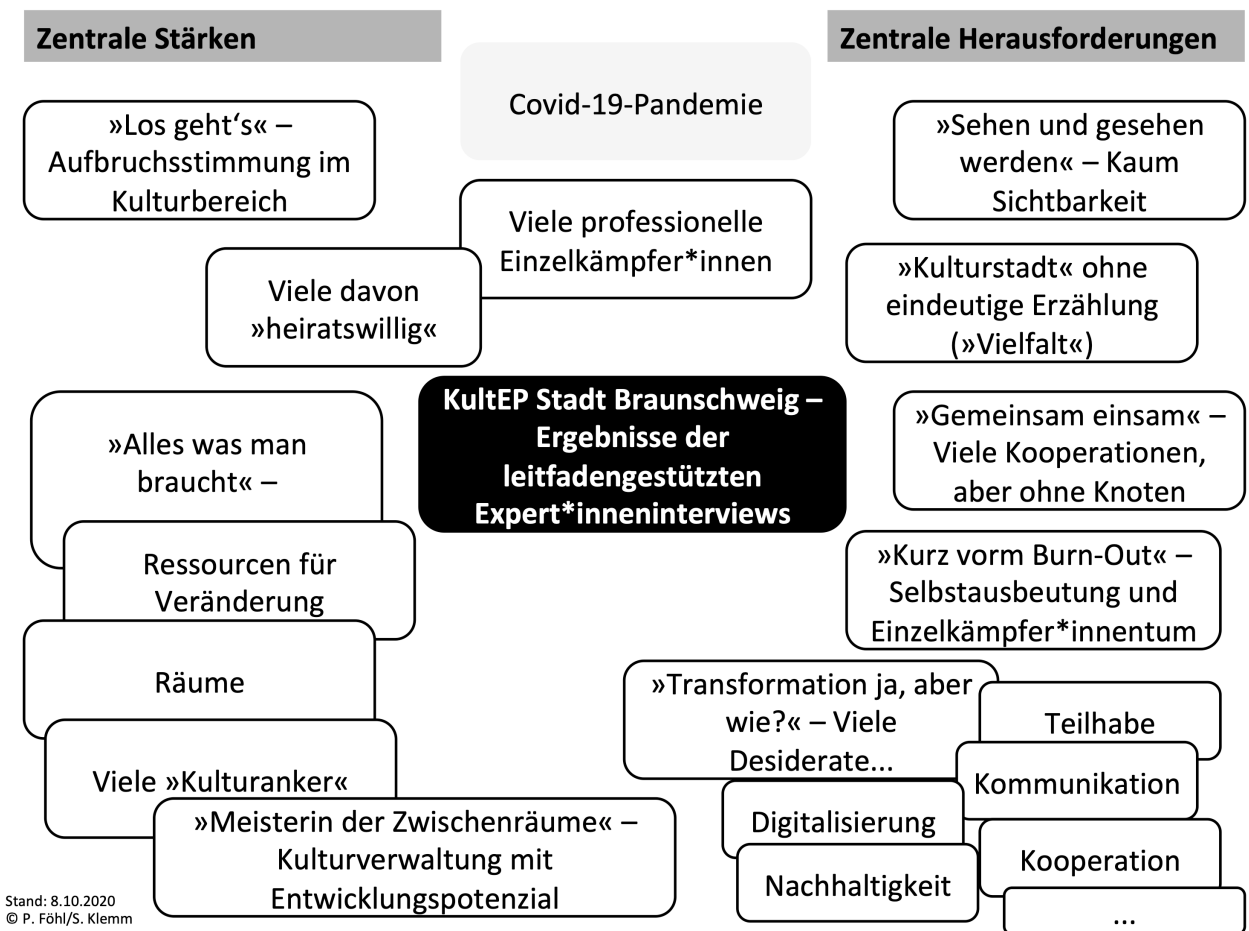 Zentrale Stärken
Zentrale Herausforderungen
Covid-19-Pandemie
»Los geht‘s« –
Aufbruchsstimmung im
Kulturbereich
Viele professionelle
Einzelkämpfer*innen
Viele davon
»heiratswillig«
»Sehen und gesehen
werden« – Kaum
Sichtbarkeit
»Kulturstadt« ohne
eindeutige Erzählung
(»Vielfalt«)
KultEP Stadt Braunschweig –
Ergebnisse der
leitfadengestützten
Expert*inneninterviews
»Alles was man
braucht« –
Ressourcen für
Veränderung
Räume
Viele »Kulturanker«
»Meisterin der Zwischenräume« –
Kulturverwaltung mit
Entwicklungspotenzial
»Gemeinsam einsam« –
Viele Kooperationen,
aber ohne Knoten
»Kurz vorm Burn-Out« –
Selbstausbeutung und
Einzelkämpfer*innentum
»Transformation ja, aber
wie?« – Viele
Desiderate...
Teilhabe
Kommunikation
Digitalisierung
Kooperation
Nachhaltigkeit
...
Stand: 8.10.2020
© P. Föhl/S. Klemm